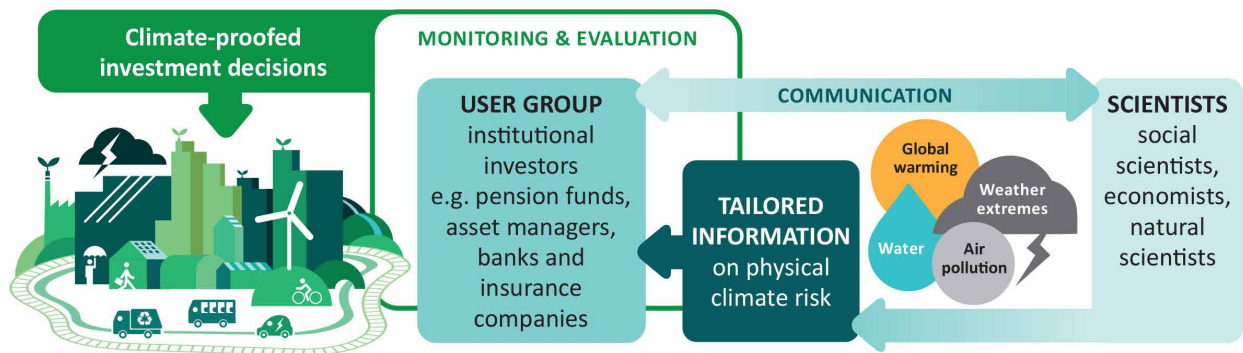 Climate-proofed
investment decisions
MONITORING & EVALUATION
USER GROUP
institutional
investors
e.g. pension funds,
asset managers,
banks and
insurance
companies
COMMUNICATION
TAILORED
INFORMATION
on physical
climate risk
Global
warming
Weather
extremes
Water
Air
pollution
SCIENTISTS
social
scientists,
economists,
natural
scientists